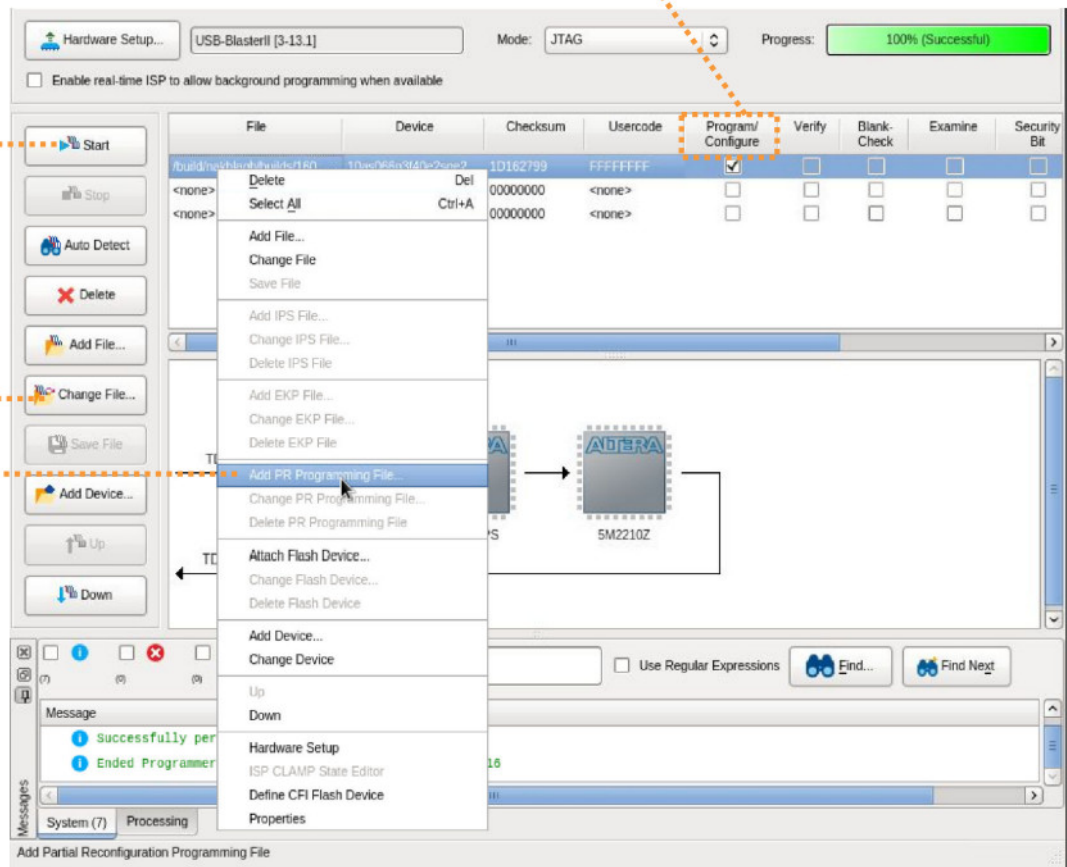 Hardware Setup...
USB-BlasterII [3-13.1]
Mode: JTAG
Progress: 100% (Successful)
Enable real-time ISP to allow background programming when available
Start
Stop
Auto Detect
Delete
Add File...
Change File...
Save File
Add Device...
Up
Down
File Device Checksum Usercode Program/ Configure Verify Blank- Check Examine Security Bit
1D162799 FFFFFFFF
<none> 00000000 <none>
<none> 00000000 <none>
Delete Del
Select All Ctrl+A
Add File...
Change File
Save File
Add IPS File...
Change IPS File...
Delete IPS File
Add EKP File...
Change EKP File...
Delete EKP File
Add PR Programming File...
Change PR Programming File...
Delete PR Programming File
Attach Flash Device...
Change Flash Device...
Delete Flash Device
Add Device...
Change Device
Up
Down
Hardware Setup
ISP CLAMP State Editor
Define CFI Flash Device
Properties
ALTERA
5M2210Z
Use Regular Expressions
Find...
Find Next
Message
Successfully per
Ended Programmer
16
Messages
System (7)
Processing
Add Partial Reconfiguration Programming File